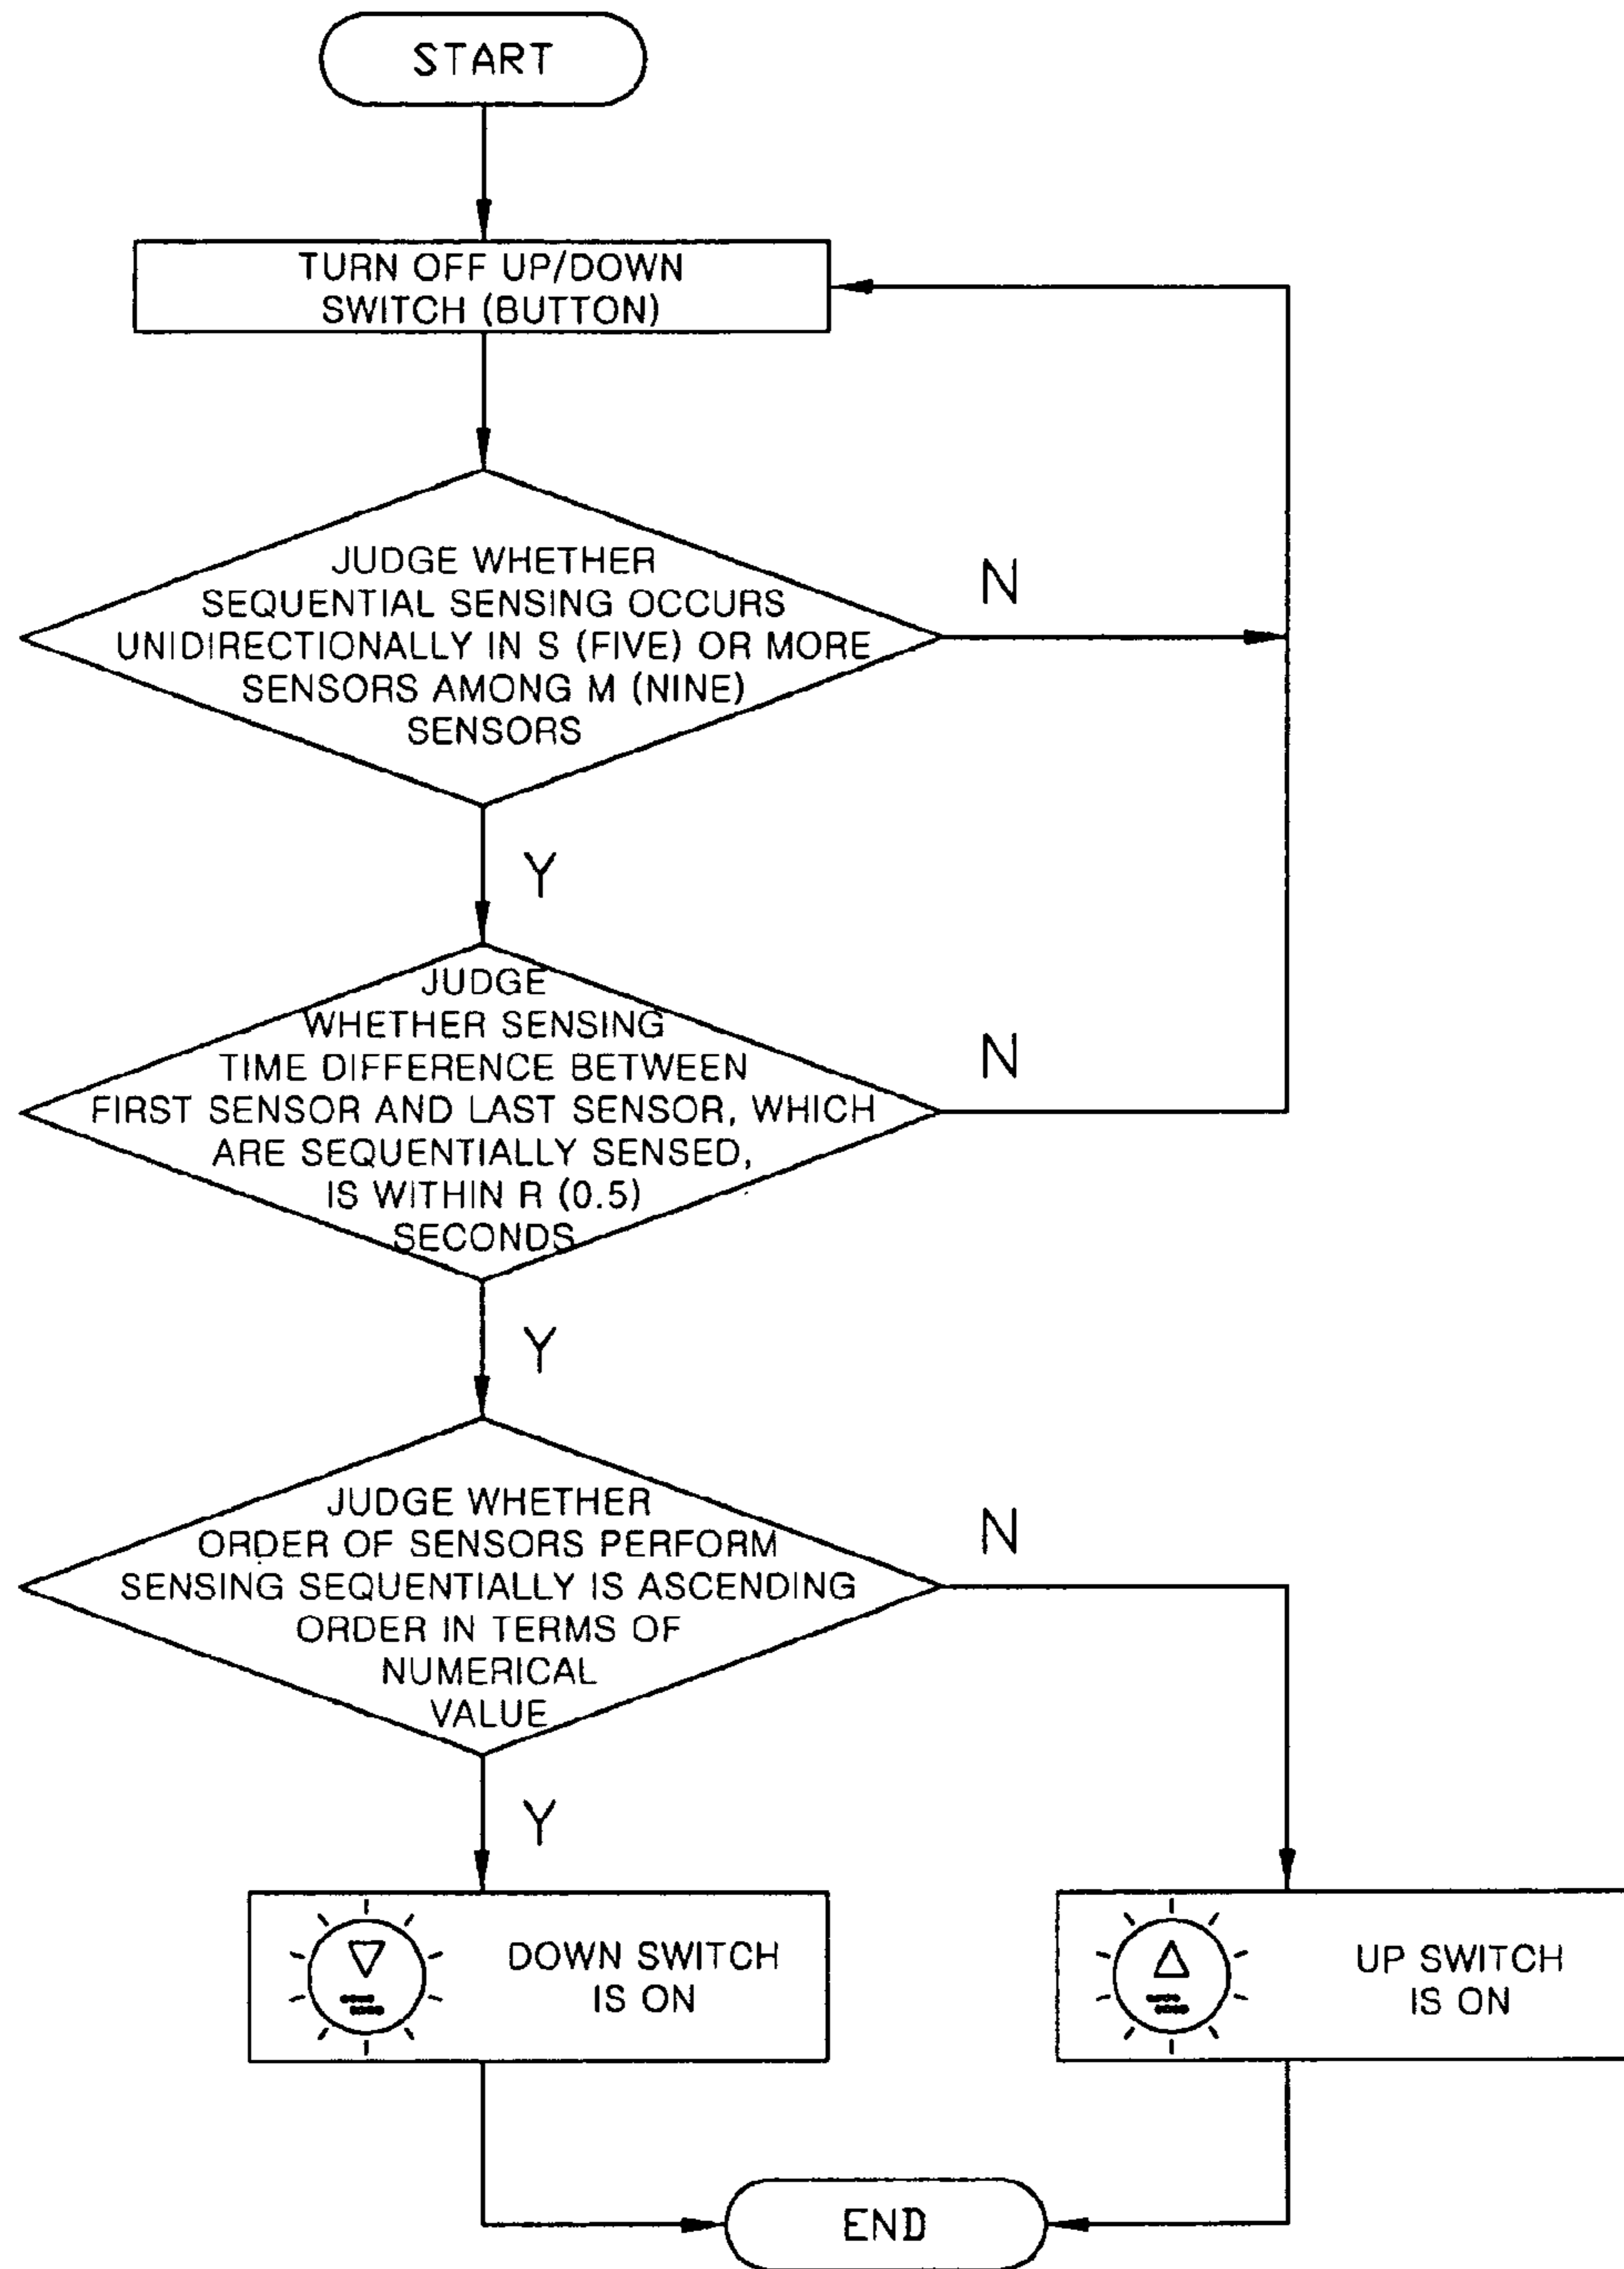 START
TURN OFF UP/DOWN
SWITCH (BUTTON)
JUDGE WHETHER
SEQUENTIAL SENSING OCCURS
UNIDIRECTIONALLY IN S (FIVE) OR MORE
SENSORS AMONG M (NINE)
SENSORS
N
Y
JUDGE
WHETHER SENSING
TIME DIFFERENCE BETWEEN
FIRST SENSOR AND LAST SENSOR, WHICH
ARE SEQUENTIALLY SENSED,
IS WITHIN R (0.5)
SECONDS
N
Y
JUDGE WHETHER
ORDER OF SENSORS PERFORM
SENSING SEQUENTIALLY IS ASCENDING
ORDER IN TERMS OF
NUMERICAL
VALUE
N
Y
DOWN SWITCH
IS ON
UP SWITCH
IS ON
END